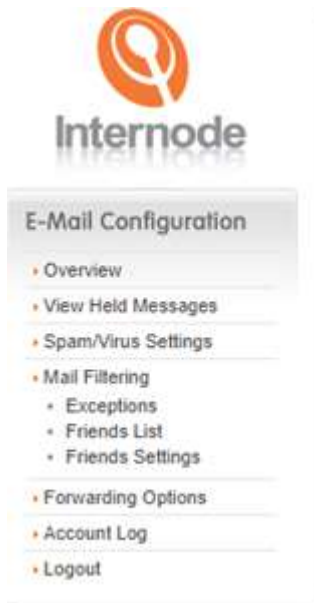 Internode
E-Mail Configuration
Overview
View Held Messages
Spam/Virus Settings
Mail Filtering
Exceptions
Friends List
Friends Settings
Forwarding Options
Account Log
Logout